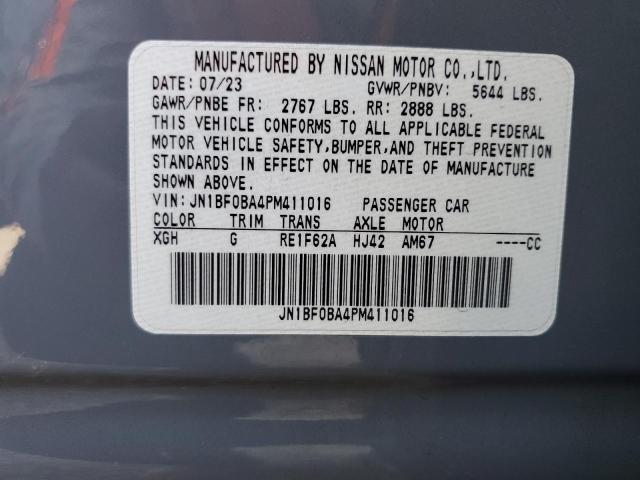 MANUFACTURED BY NISSAN MOTOR CO.,LTD.
DATE: 07/23 GVWR/PNBV: 5644 LBS.
GAWR/PNBE FR: 2767 LBS. RR: 2888 LBS.
THIS VEHICLE CONFORMS TO ALL APPLICABLE FEDERAL
MOTOR VEHICLE SAFETY,BUMPER,AND THEFT PREVENTION
STANDARDS IN EFFECT ON THE DATE OF MANUFACTURE
SHOWN ABOVE.
VIN: JN1BF0BA4PM411016 PASSENGER CAR
COLOR TRIM TRANS AXLE MOTOR
XGH G RE1F62A HJ42 AM67 ----CC
JN1BF0BA4PM411016